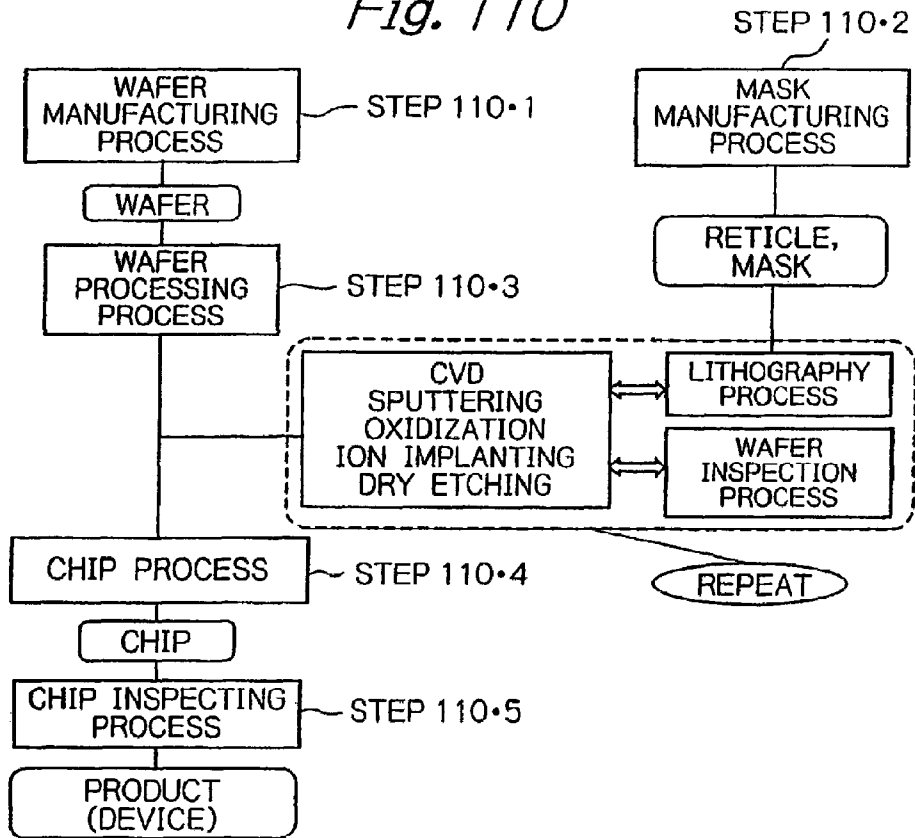 Fig. 110
STEP 110•2
WAFER
MANUFACTURING
PROCESS
STEP 110•1
MASK
MANUFACTURING
PROCESS
WAFER
RETICLE,
MASK
WAFER
PROCESSING
PROCESS
STEP 110•3
CVD
SPUTTERING
OXIDIZATION
ION IMPLANTING
DRY ETCHING
LITHOGRAPHY
PROCESS
WAFER
INSPECTION
PROCESS
CHIP PROCESS
STEP 110•4
REPEAT
CHIP
CHIP INSPECTING
PROCESS
STEP 110•5
PRODUCT
(DEVICE)